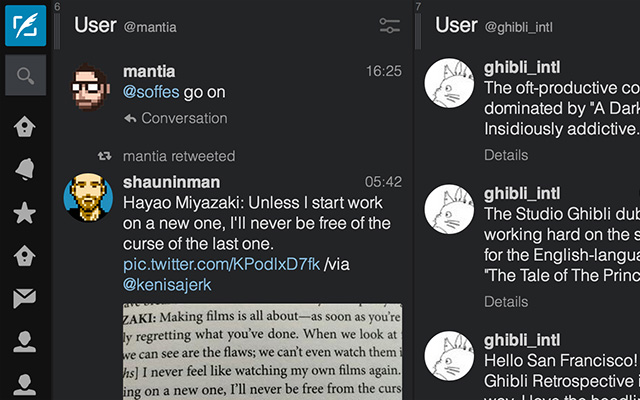 6
User @mantia
mantia 16:25
@soffes go on
Conversation
mantia retweeted
shauninman 05:42
Hayao Miyazaki: Unless I start work
on a new one, I'll never be free of the
curse of the last one.
pic.twitter.com/KPodIxD7fk /via
@kenisajerk
ZAKI: Making films is all about—as soon as you're
ly regretting what you've done. When we look at
we can see are the flaws; we can't even watch them i
hs] I never feel like watching my own films again.
ing on a new one, I'll never be free from the curs
7
User @ghibli_intl
ghibli_intl
The oft-productive co
dominated by "A Dark
Insidiously addictive.
Details
ghibli_intl
The Studio Ghibli dub
working hard on the s
for the English-langua
"The Tale of The Princ
Details
ghibli_intl
Hello San Francisco!
Ghibli Retrospective i